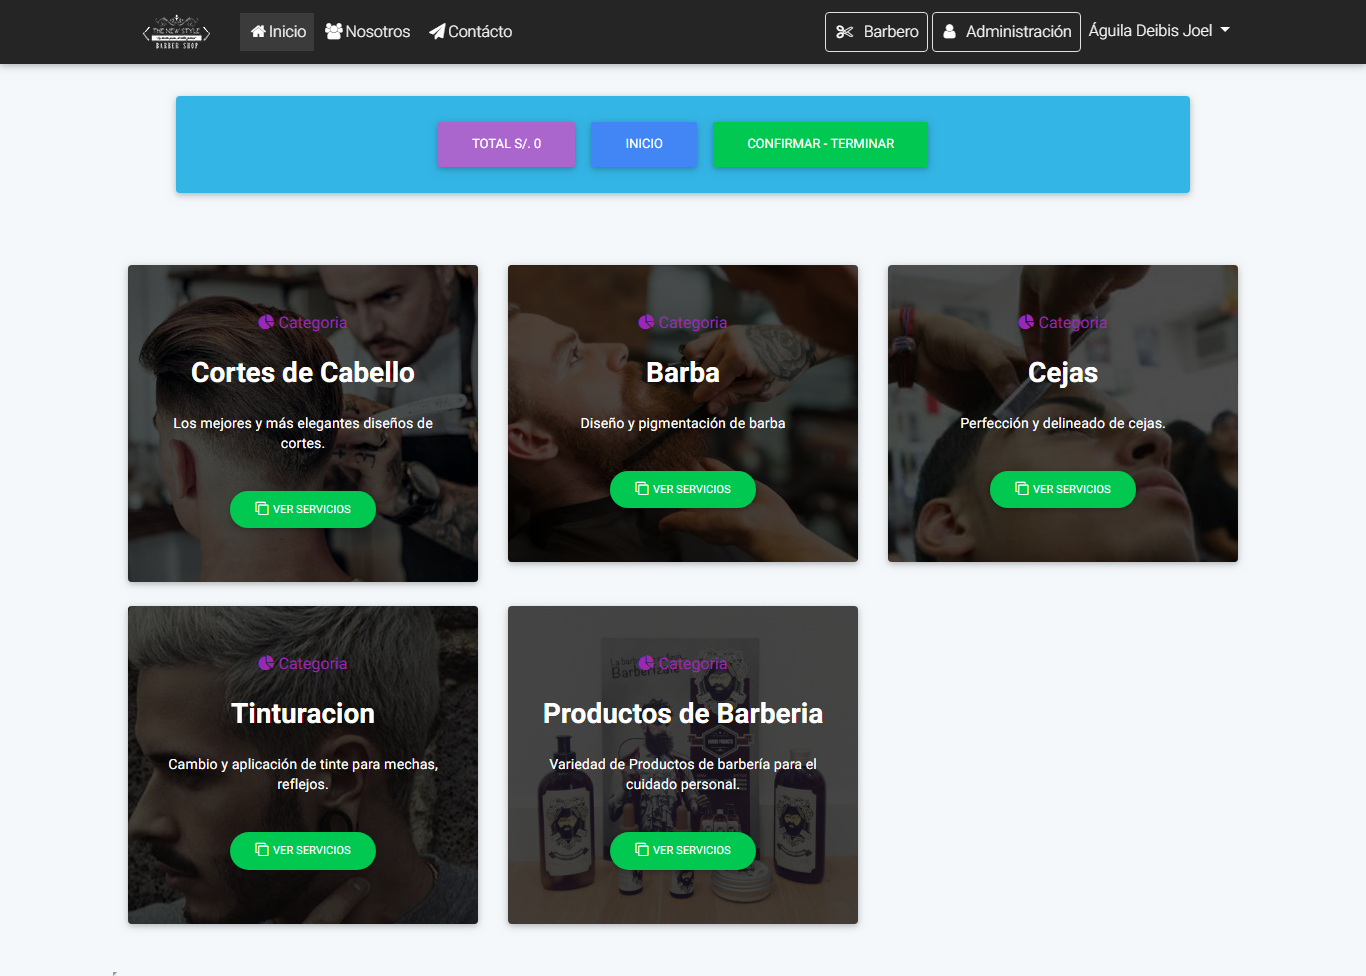 THE NEW STYLE
BARBER SHOP
Inicio
Nosotros
Contácto
Barbero
Administración
Águila Deibis Joel
TOTAL S/. 0
INICIO
CONFIRMAR - TERMINAR
Categoria
Cortes de Cabello
Los mejores y más elegantes diseños de
cortes.
VER SERVICIOS
Categoria
Barba
Diseño y pigmentación de barba
VER SERVICIOS
Categoria
Cejas
Perfección y delineado de cejas.
VER SERVICIOS
Categoria
Tinturacion
Cambio y aplicación de tinte para mechas,
reflejos.
VER SERVICIOS
Categoria
Productos de Barberia
Variedad de Productos de barbería para el
cuidado personal.
VER SERVICIOS